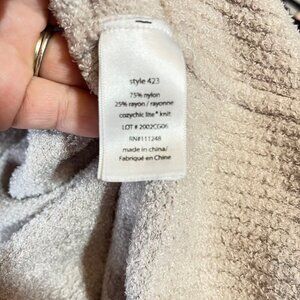 style 423
75% nylon
25% rayon / rayonne
cozychic lite® knit
LOT # 2002CG06
RN#111248
made in china/
Fabriqué en Chine